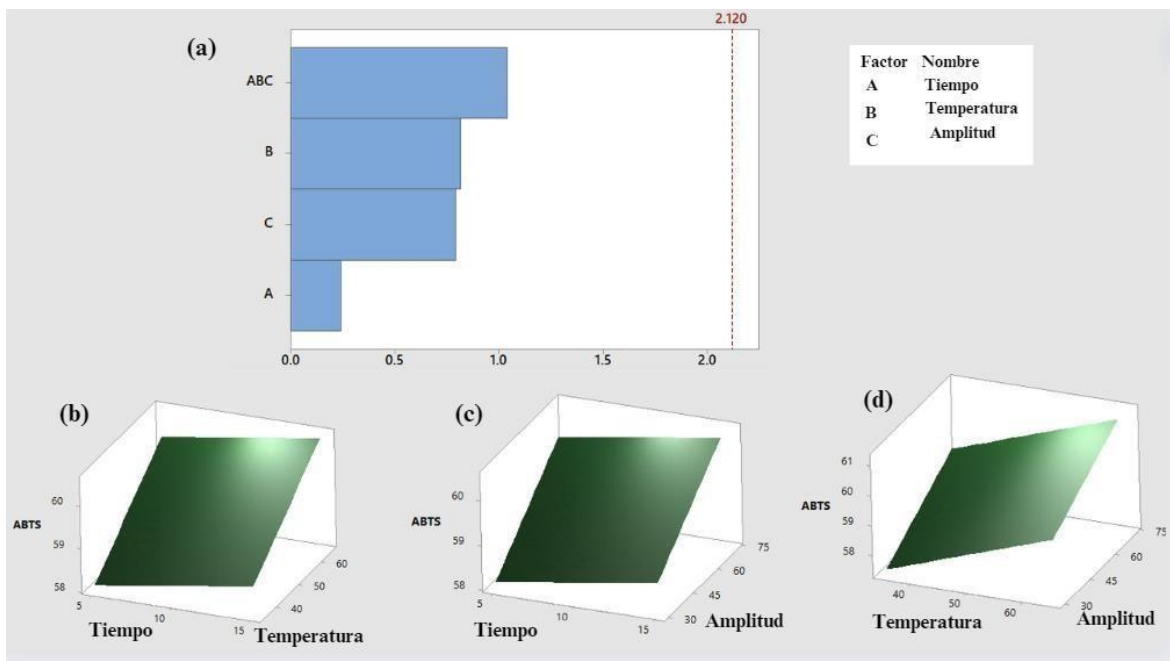 (a)
2.120
ABC
B
C
A
0.0 0.5 1.0 1.5 2.0
Factor Nombre
A Tiempo
B Temperatura
C Amplitud
(b)
ABTS
60
59
58
5 10 15
Tiempo
40 50 60
Temperatura
(c)
ABTS
60
59
58
5 10 15
Tiempo
30 45 60 75
Amplitud
(d)
ABTS
61
60
59
58
40 50 60
Temperatura
30 45 60 75
Amplitud